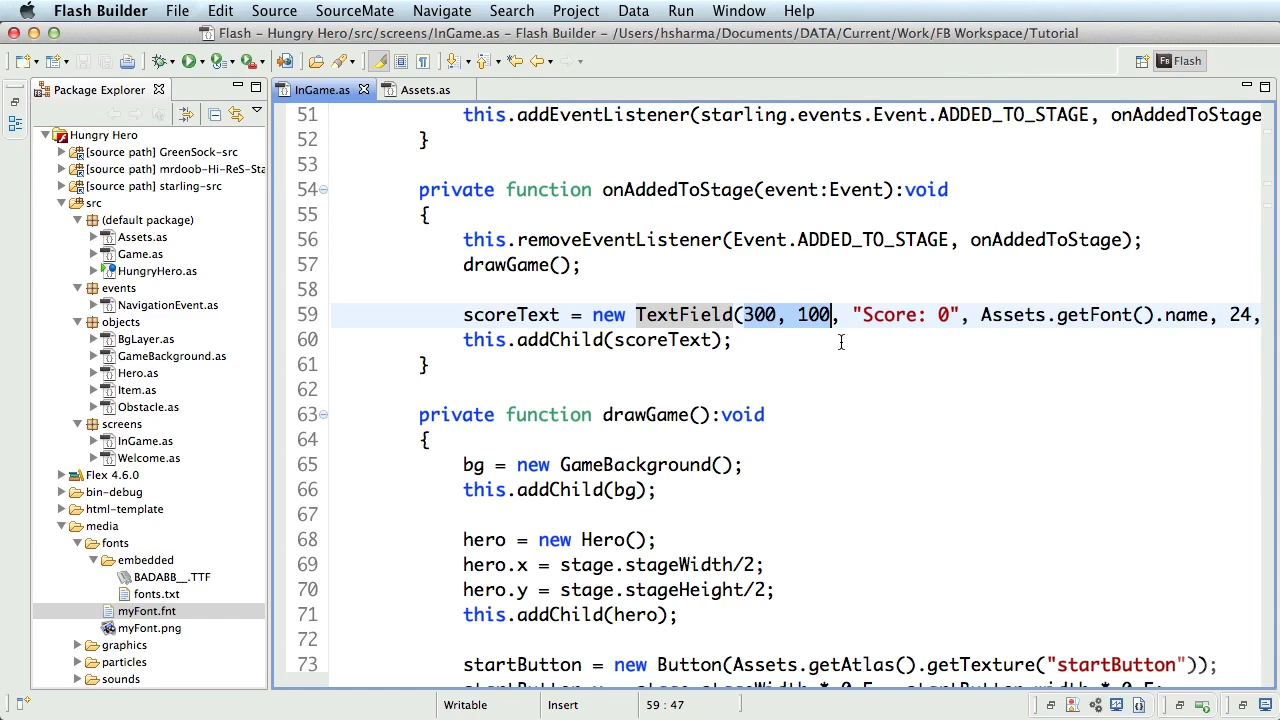 Flash Builder File Edit Source SourceMate Navigate Search Project Data Run Window Help
Flash – Hungry Hero/src/screens/InGame.as – Flash Builder – /Users/hsharma/Documents/DATA/Current/Work/FB Workspace/Tutorial
Fb Flash
Package Explorer
InGame.as
Assets.as
Hungry Hero
[source path] GreenSock-src
[source path] mrdoob-Hi-ReS-Sta
[source path] starling-src
src
(default package)
Assets.as
Game.as
HungryHero.as
events
NavigationEvent.as
objects
BgLayer.as
GameBackground.as
Hero.as
Item.as
Obstacle.as
screens
InGame.as
Welcome.as
Flex 4.6.0
bin-debug
html-template
media
fonts
embedded
BADABB__.TTF
fonts.txt
myFont.fnt
myFont.png
graphics
particles
sounds
51 this.addEventListener(starling.events.Event.ADDED_TO_STAGE, onAddedToStage
52 }
53
54 private function onAddedToStage(event:Event):void
55 {
56 this.removeEventListener(Event.ADDED_TO_STAGE, onAddedToStage);
57 drawGame();
58
59 scoreText = new TextField(300, 100, "Score: 0", Assets.getFont().name, 24,
60 this.addChild(scoreText);
61 }
62
63 private function drawGame():void
64 {
65 bg = new GameBackground();
66 this.addChild(bg);
67
68 hero = new Hero();
69 hero.x = stage.stageWidth/2;
70 hero.y = stage.stageHeight/2;
71 this.addChild(hero);
72
73 startButton = new Button(Assets.getAtlas().getTexture("startButton"));
Writable Insert 59 : 47